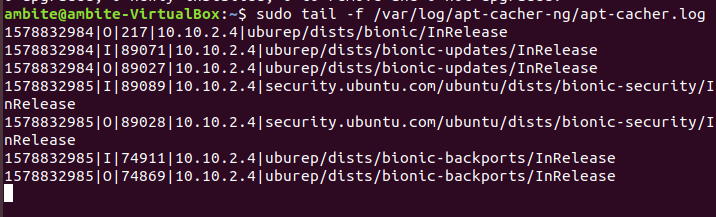 ambite@ambite-VirtualBox:~$ sudo tail -f /var/log/apt-cacher-ng/apt-cacher.log
1578832984|O|217|10.10.2.4|uburep/dists/bionic/InRelease
1578832984|I|89071|10.10.2.4|uburep/dists/bionic-updates/InRelease
1578832984|O|89027|10.10.2.4|uburep/dists/bionic-updates/InRelease
1578832985|I|89089|10.10.2.4|security.ubuntu.com/ubuntu/dists/bionic-security/I
nRelease
1578832985|O|89028|10.10.2.4|security.ubuntu.com/ubuntu/dists/bionic-security/I
nRelease
1578832985|I|74911|10.10.2.4|uburep/dists/bionic-backports/InRelease
1578832985|O|74869|10.10.2.4|uburep/dists/bionic-backports/InRelease